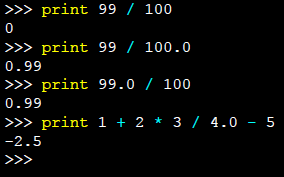 >>> print 99 / 100
0
>>> print 99 / 100.0
0.99
>>> print 99.0 / 100
0.99
>>> print 1 + 2 * 3 / 4.0 - 5
-2.5
>>>